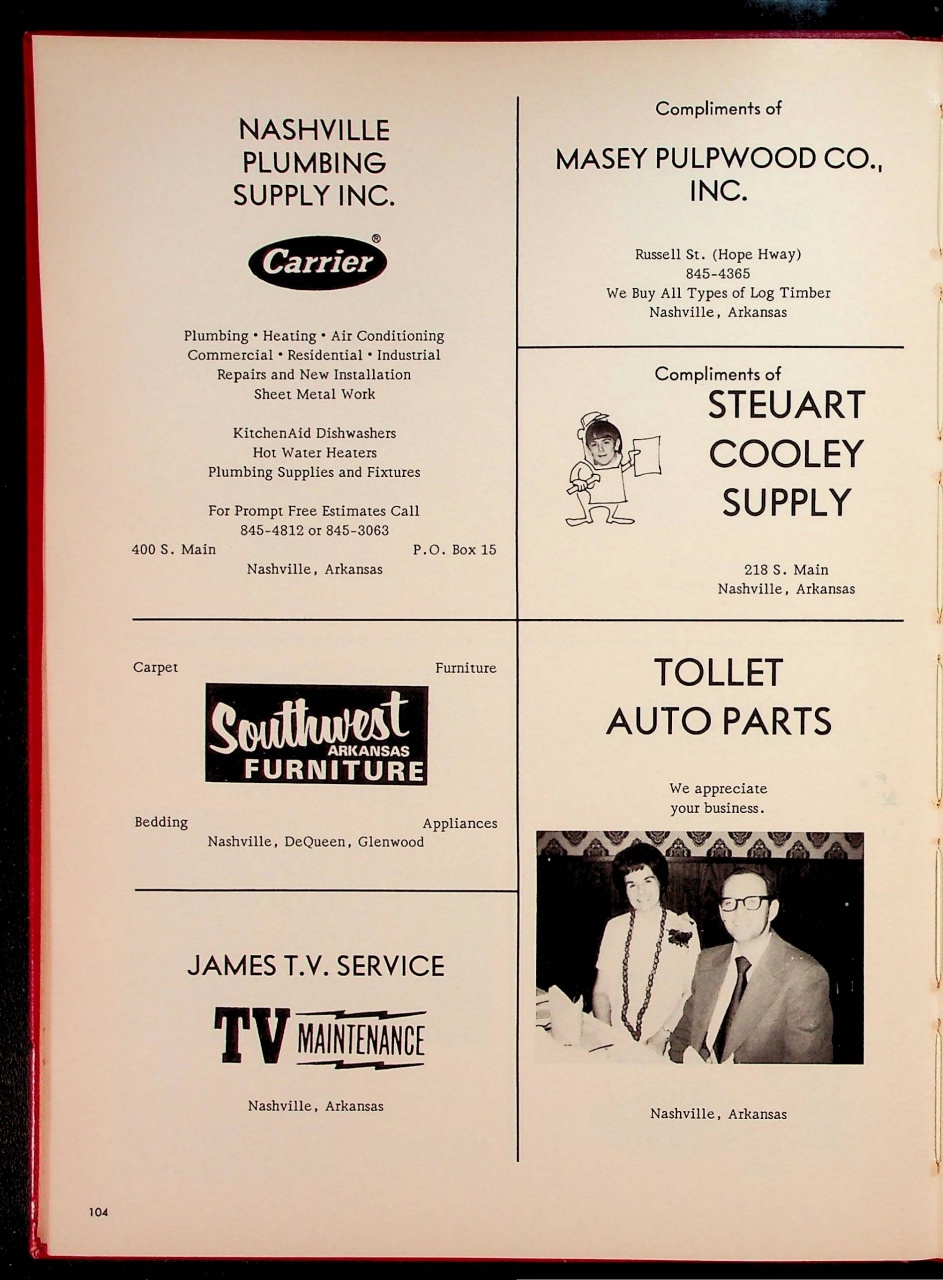 NASHVILLE
PLUMBING
SUPPLY INC.
Carrier®
Plumbing • Heating • Air Conditioning
Commercial • Residential • Industrial
Repairs and New Installation
Sheet Metal Work
KitchenAid Dishwashers
Hot Water Heaters
Plumbing Supplies and Fixtures
For Prompt Free Estimates Call
845-4812 or 845-3063
400 S. Main P.O. Box 15
Nashville, Arkansas
Carpet Furniture
Southwest
ARKANSAS
FURNITURE
Bedding Appliances
Nashville, DeQueen, Glenwood
JAMES T.V. SERVICE
TV MAINTENANCE
Nashville, Arkansas
Compliments of
MASEY PULPWOOD CO.,
INC.
Russell St. (Hope Hway)
845-4365
We Buy All Types of Log Timber
Nashville, Arkansas
Compliments of
STEUART
COOLEY
SUPPLY
218 S. Main
Nashville, Arkansas
TOLLET
AUTO PARTS
We appreciate
your business.
Nashville, Arkansas
104